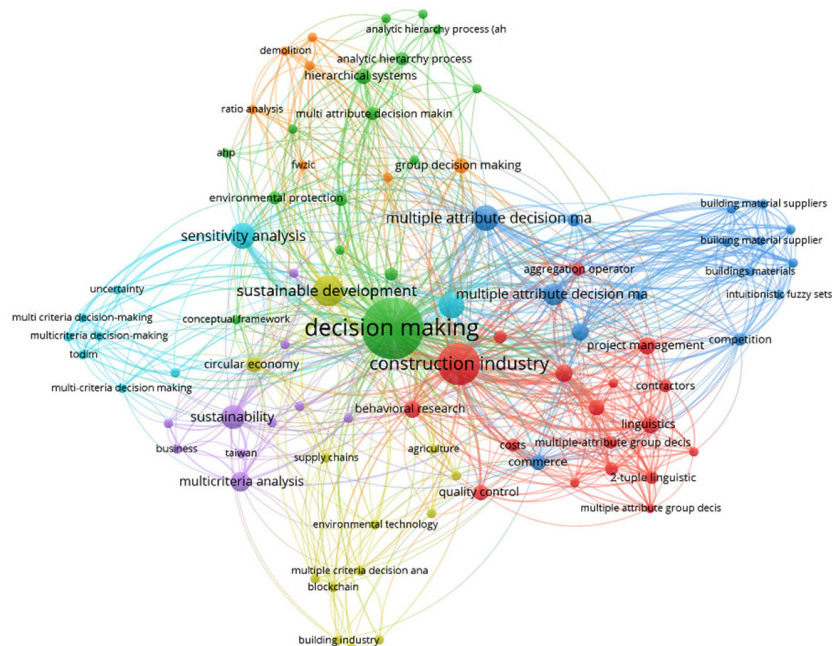 analytic hierarchy process (ah
demolition
analytic hierarchy process
hierarchical systems
ratio analysis
multi attribute decision makin
ahp
fwzic
group decision making
environmental protection
building material suppliers
multiple attribute decision ma
sensitivity analysis
building material supplier
aggregation operator
buildings materials
uncertainty
sustainable development
multiple attribute decision ma
intuitionistic fuzzy sets
multi criteria decision-making
conceptual framework
decision making
multicriteria decision-making
project management
competition
todim
circular economy
construction industry
multi-criteria decision making
contractors
behavioral research
sustainability
linguistics
business
taiwan
supply chains
agriculture
costs
multiple-attribute group decis
commerce
multicriteria analysis
2-tuple linguistic
quality control
multiple attribute group decis
environmental technology
multiple criteria decision ana
blockchain
building industry